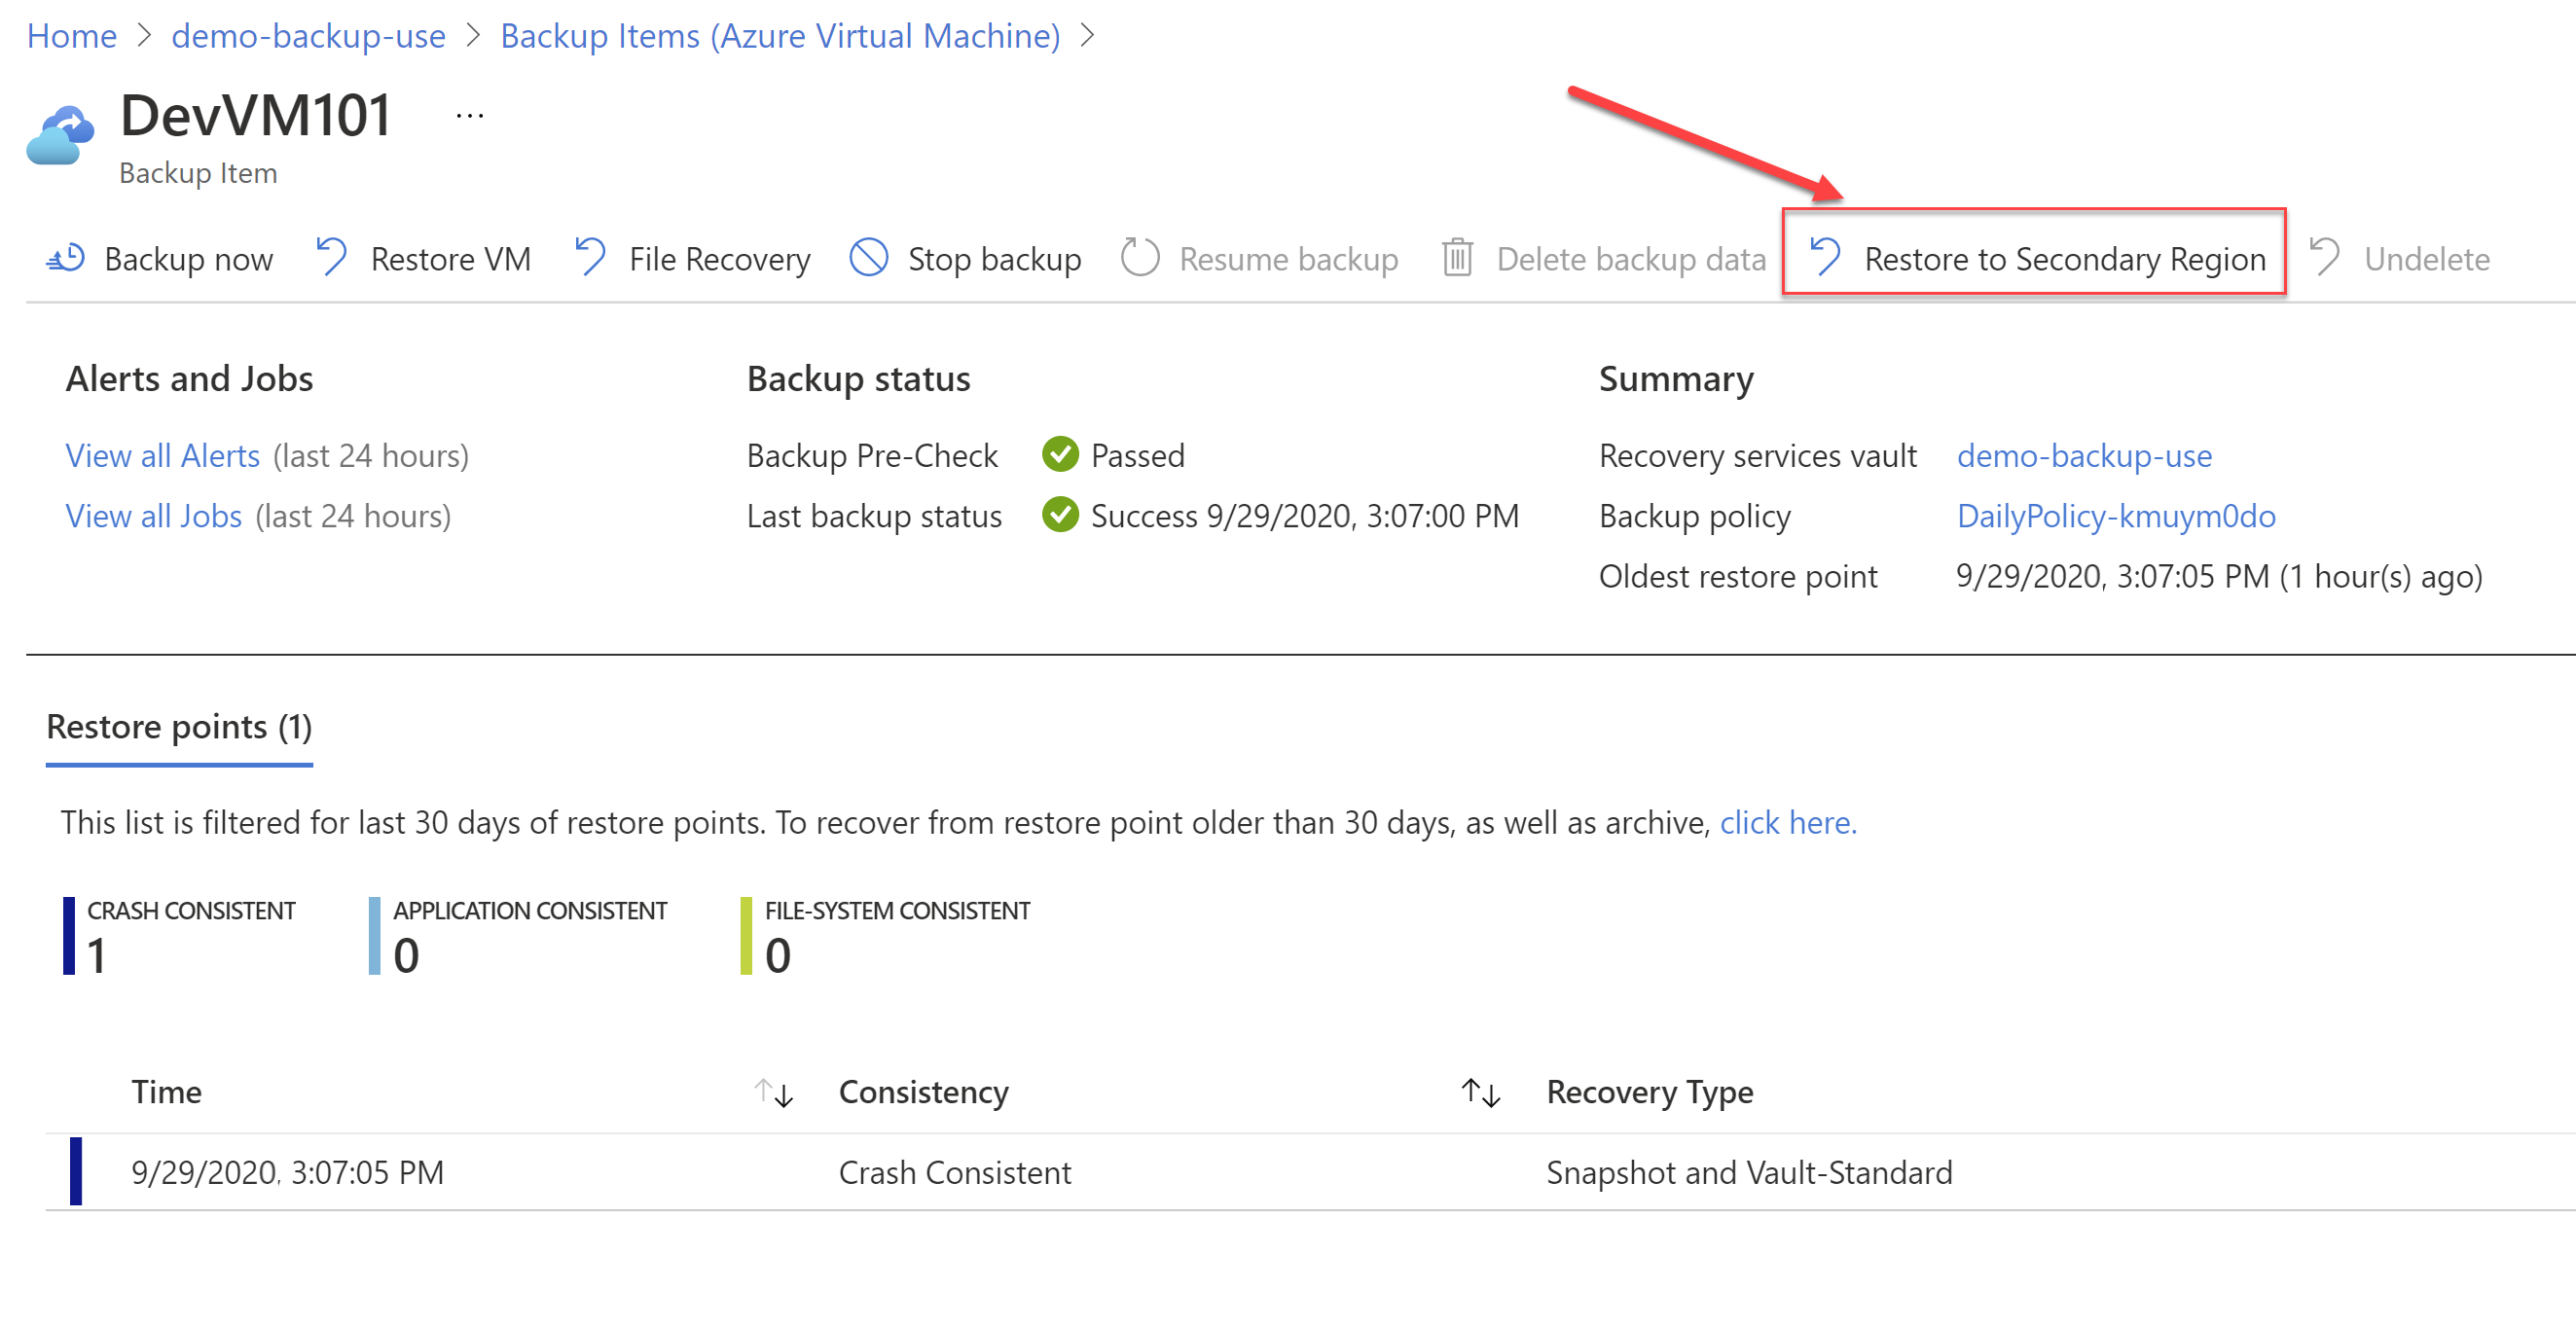 Home > demo-backup-use > Backup Items (Azure Virtual Machine) >
DevVM101 ...
Backup Item
Backup now Restore VM File Recovery Stop backup Resume backup Delete backup data Restore to Secondary Region Undelete
Alerts and Jobs Backup status Summary
View all Alerts (last 24 hours) Backup Pre-Check Passed Recovery services vault demo-backup-use
View all Jobs (last 24 hours) Last backup status Success 9/29/2020, 3:07:00 PM Backup policy DailyPolicy-kmuym0do
Oldest restore point 9/29/2020, 3:07:05 PM (1 hour(s) ago)
Restore points (1)
This list is filtered for last 30 days of restore points. To recover from restore point older than 30 days, as well as archive, click here.
CRASH CONSISTENT APPLICATION CONSISTENT FILE-SYSTEM CONSISTENT
1 0 0
Time Consistency Recovery Type
9/29/2020, 3:07:05 PM Crash Consistent Snapshot and Vault-Standard